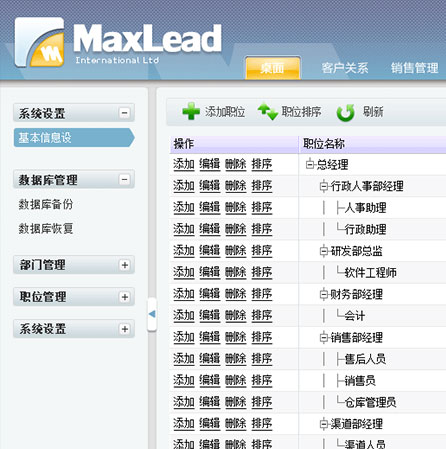 MaxLead
International Ltd
桌面 客户关系 销售管理
系统设置
基本信息设
数据库管理
数据库备份
数据库恢复
部门管理
职位管理
系统设置
添加职位 职位排序 刷新
操作 职位名称
添加 编辑 删除 排序 总经理
添加 编辑 删除 排序 行政人事部经理
添加 编辑 删除 排序 人事助理
添加 编辑 删除 排序 行政助理
添加 编辑 删除 排序 研发部总监
添加 编辑 删除 排序 软件工程师
添加 编辑 删除 排序 财务部经理
添加 编辑 删除 排序 会计
添加 编辑 删除 排序 销售部经理
添加 编辑 删除 排序 售后人员
添加 编辑 删除 排序 销售员
添加 编辑 删除 排序 仓库管理员
添加 编辑 删除 排序 渠道部经理
添加 编辑 删除 排序 渠道人员